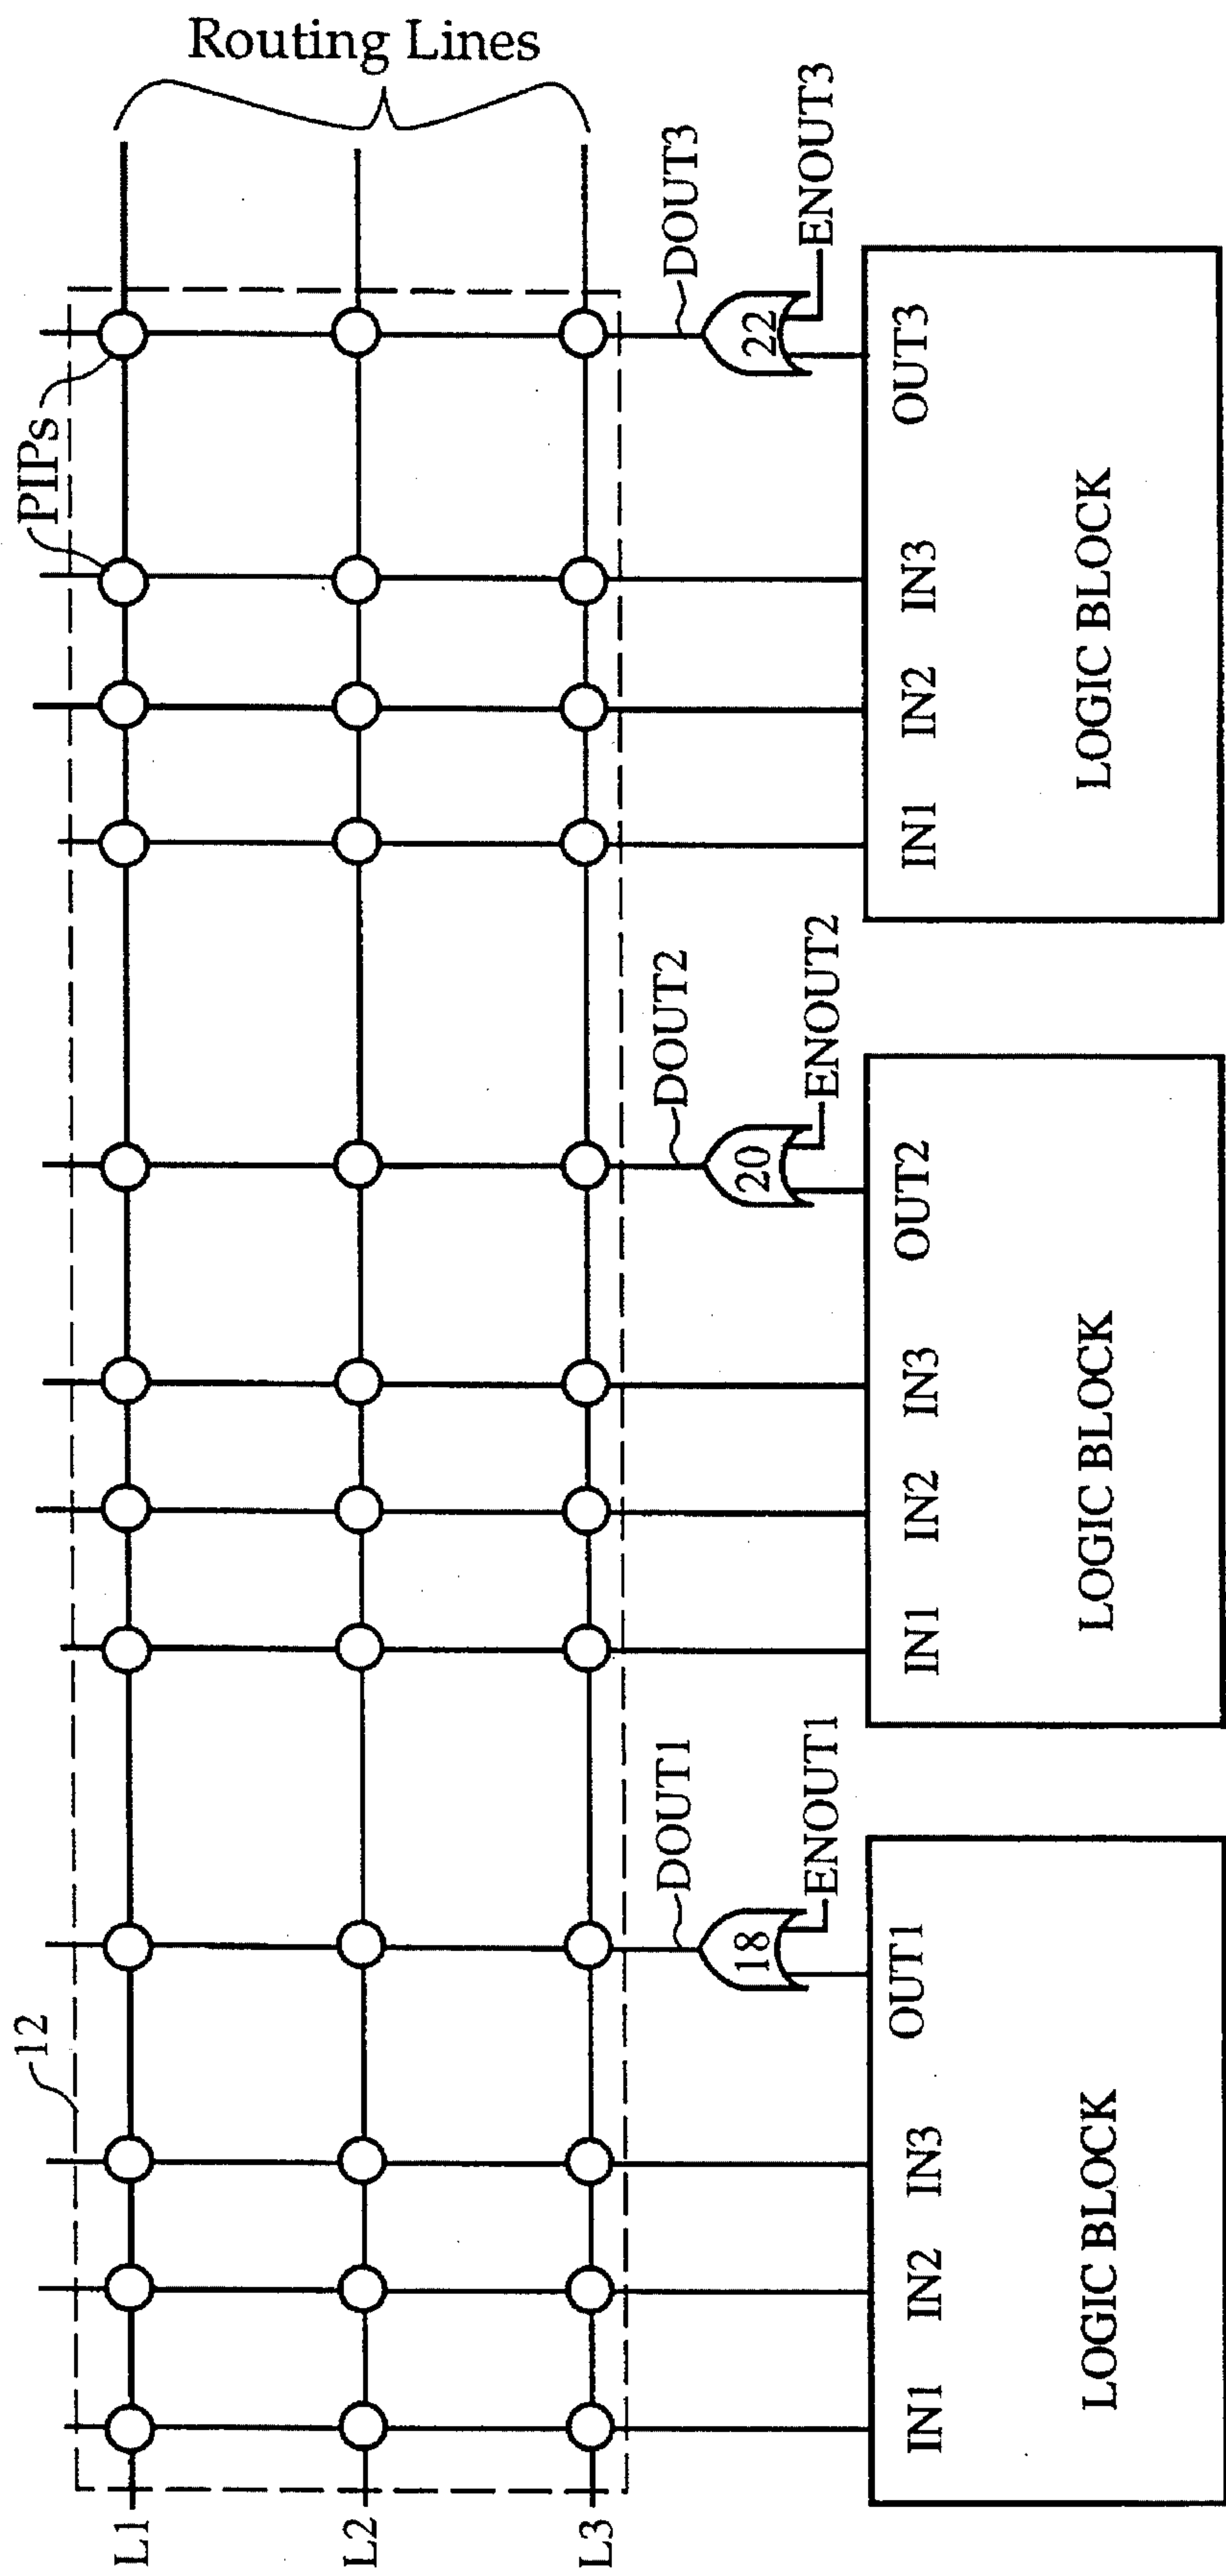 Routing Lines
PIPs
12
L1
L2
L3
DOUT1
DOUT2
DOUT3
18
ENOUT1
20
ENOUT2
22
ENOUT3
IN1 IN2 IN3 OUT1
LOGIC BLOCK
IN1 IN2 IN3 OUT2
LOGIC BLOCK
IN1 IN2 IN3 OUT3
LOGIC BLOCK